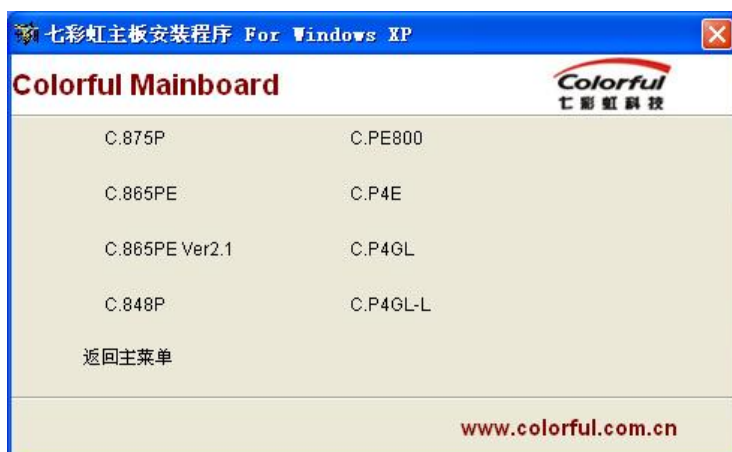 七彩虹主板安装程序 For Windows XP
Colorful Mainboard
Colorful
七彩虹科技
C.875P C.PE800
C.865PE C.P4E
C.865PE Ver2.1 C.P4GL
C.848P C.P4GL-L
返回主菜单
www.colorful.com.cn